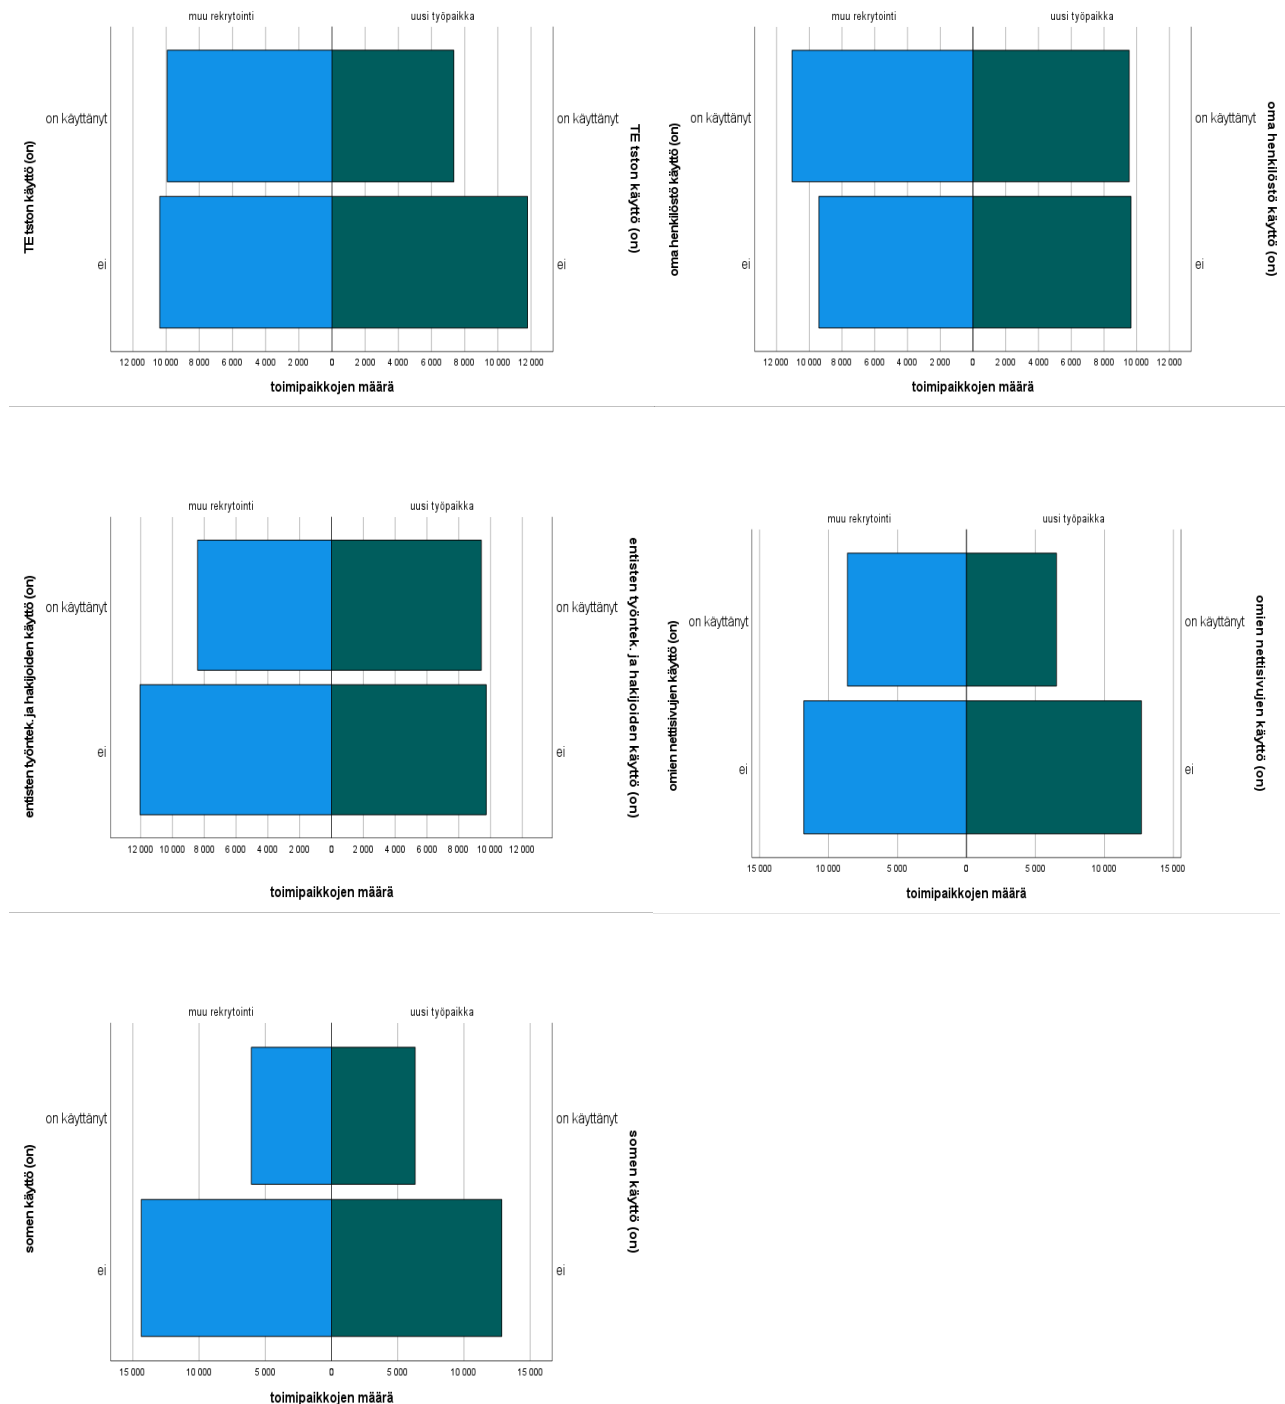 muu rekrytointi uusi työpaikka
TE tston käyttö (on)
on käyttänyt
ei
on käyttänyt
ei
TE tston käyttö (on)
12 000 10 000 8 000 6 000 4 000 2 000 0 2 000 4 000 6 000 8 000 10 000 12 000
toimipaikkojen määrä
muu rekrytointi uusi työpaikka
oma henkilöstö käyttö (on)
on käyttänyt
ei
on käyttänyt
ei
oma henkilöstö käyttö (on)
12 000 10 000 8 000 6 000 4 000 2 000 0 2 000 4 000 6 000 8 000 10 000 12 000
toimipaikkojen määrä
muu rekrytointi uusi työpaikka
entisten työntek. ja hakijoiden käyttö (on)
on käyttänyt
ei
on käyttänyt
ei
entisten työntek. ja hakijoiden käyttö (on)
12 000 10 000 8 000 6 000 4 000 2 000 0 2 000 4 000 6 000 8 000 10 000 12 000
toimipaikkojen määrä
muu rekrytointi uusi työpaikka
omien nettisivujen käyttö (on)
on käyttänyt
ei
on käyttänyt
ei
omien nettisivujen käyttö (on)
15 000 10 000 5 000 0 5 000 10 000 15 000
toimipaikkojen määrä
muu rekrytointi uusi työpaikka
somen käyttö (on)
on käyttänyt
ei
on käyttänyt
ei
somen käyttö (on)
15 000 10 000 5 000 0 5 000 10 000 15 000
toimipaikkojen määrä